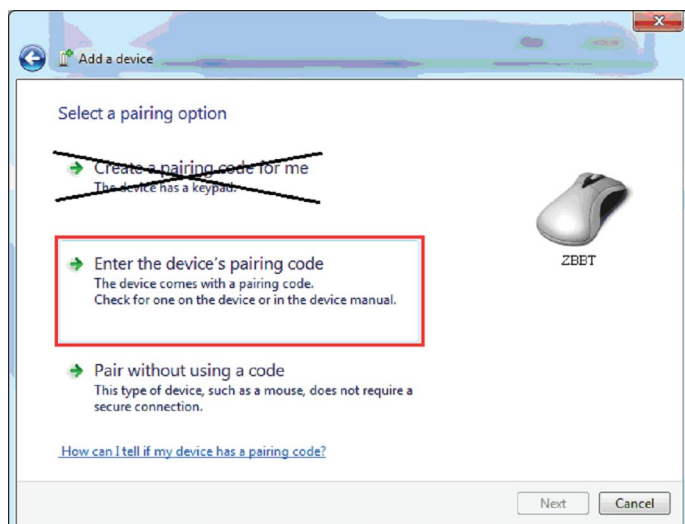 Add a device
Select a pairing option
Create a pairing code for me
The device has a keypad.
Enter the device's pairing code
The device comes with a pairing code.
Check for one on the device or in the device manual.
ZBBT
Pair without using a code
This type of device, such as a mouse, does not require a
secure connection.
How can I tell if my device has a pairing code?
Next
Cancel